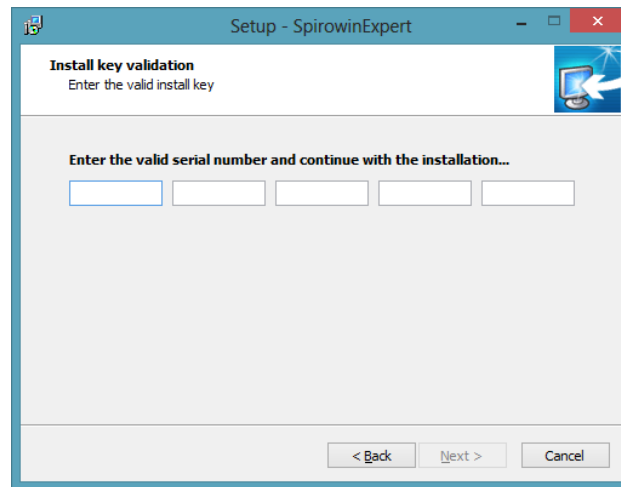 Setup - SpirowinExpert
Install key validation
Enter the valid install key
Enter the valid serial number and continue with the installation...
< Back Next > Cancel